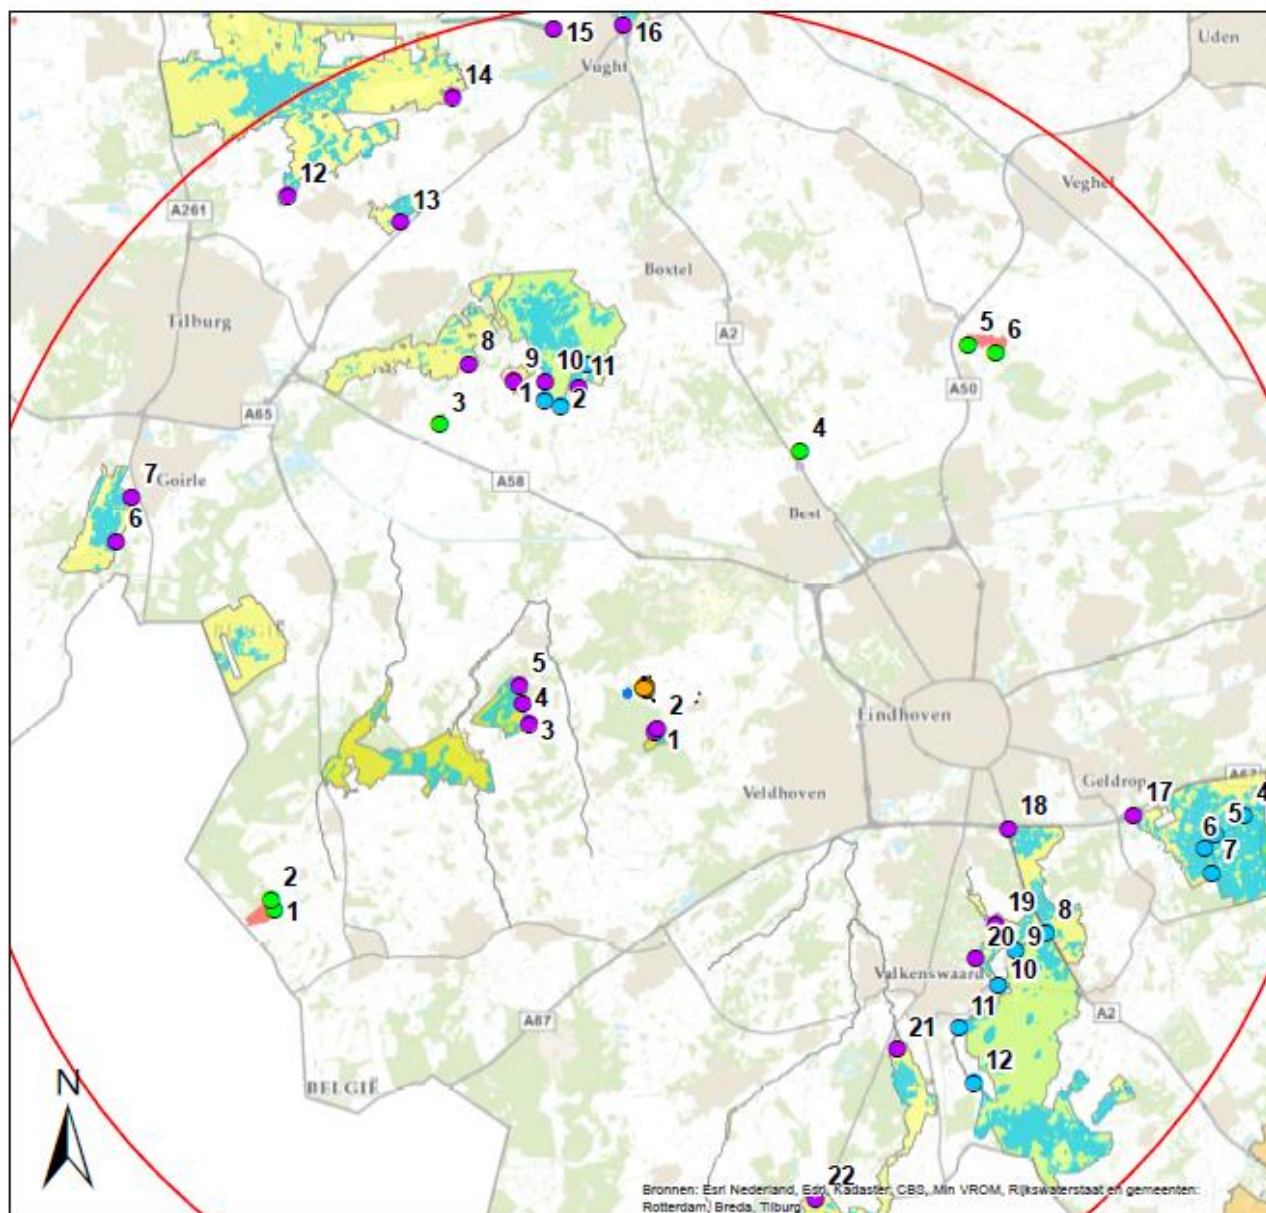 15
16
Uden
Vught
14
12
Veghel
13
A261
Boxtel
Tilburg
A2
5
6
8
9
10
11
A50
1
2
3
A65
4
7
Goirle
A58
6
Best
5
4
2
3
1
Eindhoven
Geldrop
A67
4
Veldhoven
17
5
18
6
7
2
1
19
8
20
9
Valkenswaard
10
11
A2
A67
21
12
N
BELGIË
22
Bronnen: Esri Nederland, Esri, Kadaster, CBS, Min VROM, Rijkswaterstaat en gemeenten:
Rotterdam, Breda, Tilburg